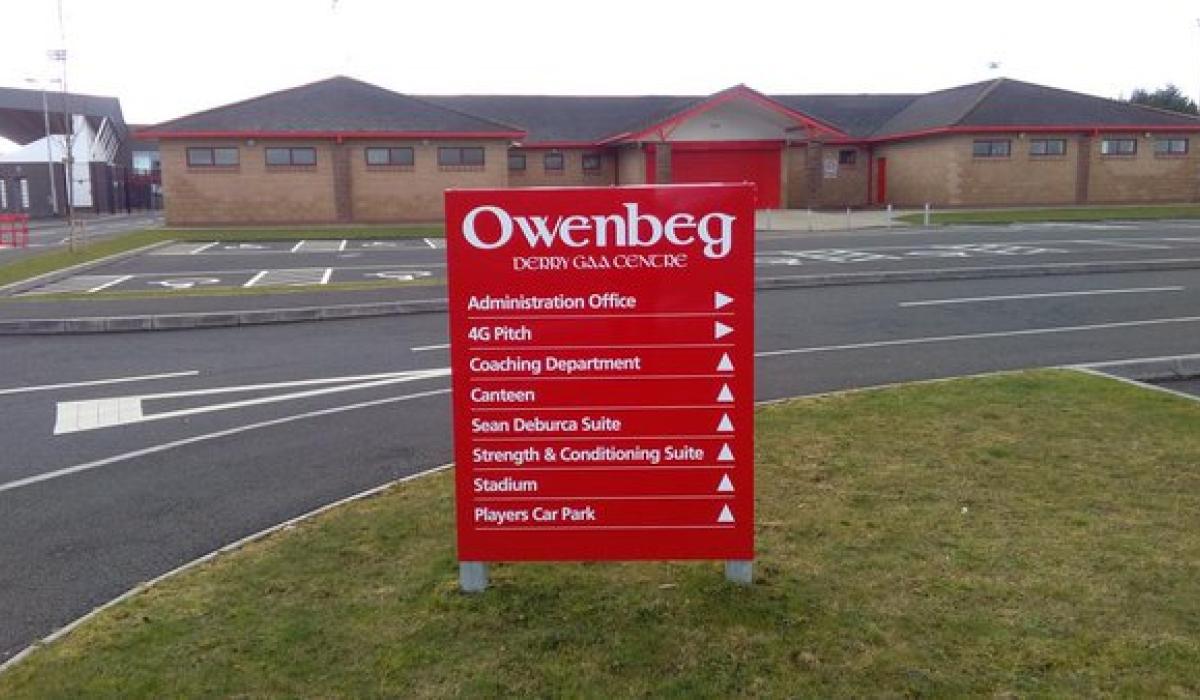 Owenbeg
DERRY GAA CENTRE
Administration Office
4G Pitch
Coaching Department
Canteen
Sean Deburca Suite
Strength & Conditioning Suite
Stadium
Players Car Park